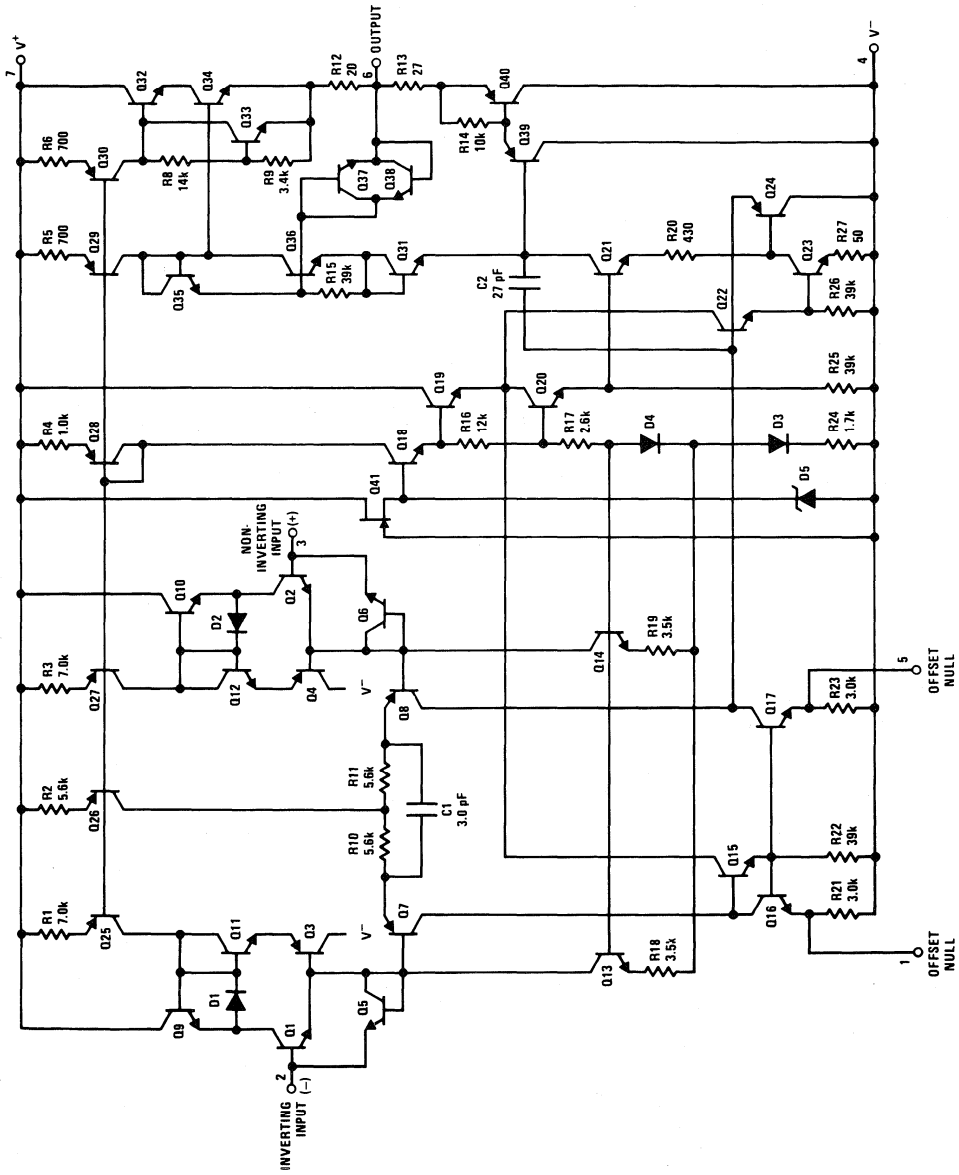 7 V+
R1
7.0k
R2
5.6k
R3
7.0k
R4
1.0k
R5
700
R6
700
Q25
Q26
Q27
Q28
Q29
Q30
Q32
Q9
Q11
D1
Q10
D2
Q12
Q35
R8
14k
Q34
Q33
R9
3.4k
R12
20
Q1
Q3
V-
INVERTING
INPUT (-)
2
Q4
V-
Q2
NON-
INVERTING
INPUT
3 (+)
Q41
Q18
Q36
R15
39k
Q31
Q37
Q38
6
OUTPUT
R13
27
Q5
Q7
R10
5.6k
R11
5.6k
C1
3.0 pF
Q8
Q6
Q19
R16
12k
Q20
R17
2.6k
C2
27 pF
R14
10k
Q39
Q40
Q13
R18
3.5k
Q14
R19
3.5k
D4
D3
R24
1.7k
D5
Q21
R20
430
Q22
Q24
Q23
Q15
Q16
Q17
R21
3.0k
R22
39k
R23
3.0k
R25
39k
R26
39k
R27
50
4 V-
1
OFFSET
NULL
5
OFFSET
NULL